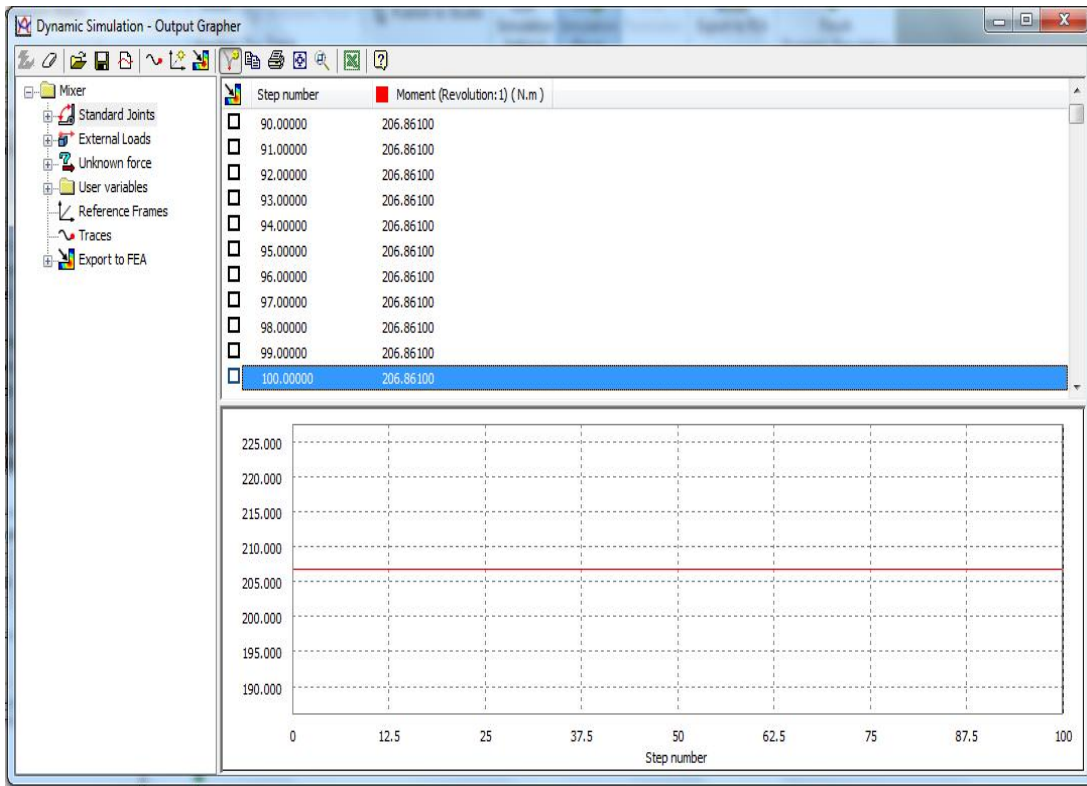 Dynamic Simulation - Output Grapher
Mixer
Standard Joints
External Loads
Unknown force
User variables
Reference Frames
Traces
Export to FEA
Step number Moment (Revolution:1) ( N.m )
90.00000 206.86100
91.00000 206.86100
92.00000 206.86100
93.00000 206.86100
94.00000 206.86100
95.00000 206.86100
96.00000 206.86100
97.00000 206.86100
98.00000 206.86100
99.00000 206.86100
100.00000 206.86100
225.000
220.000
215.000
210.000
205.000
200.000
195.000
190.000
0 12.5 25 37.5 50 62.5 75 87.5 100
Step number